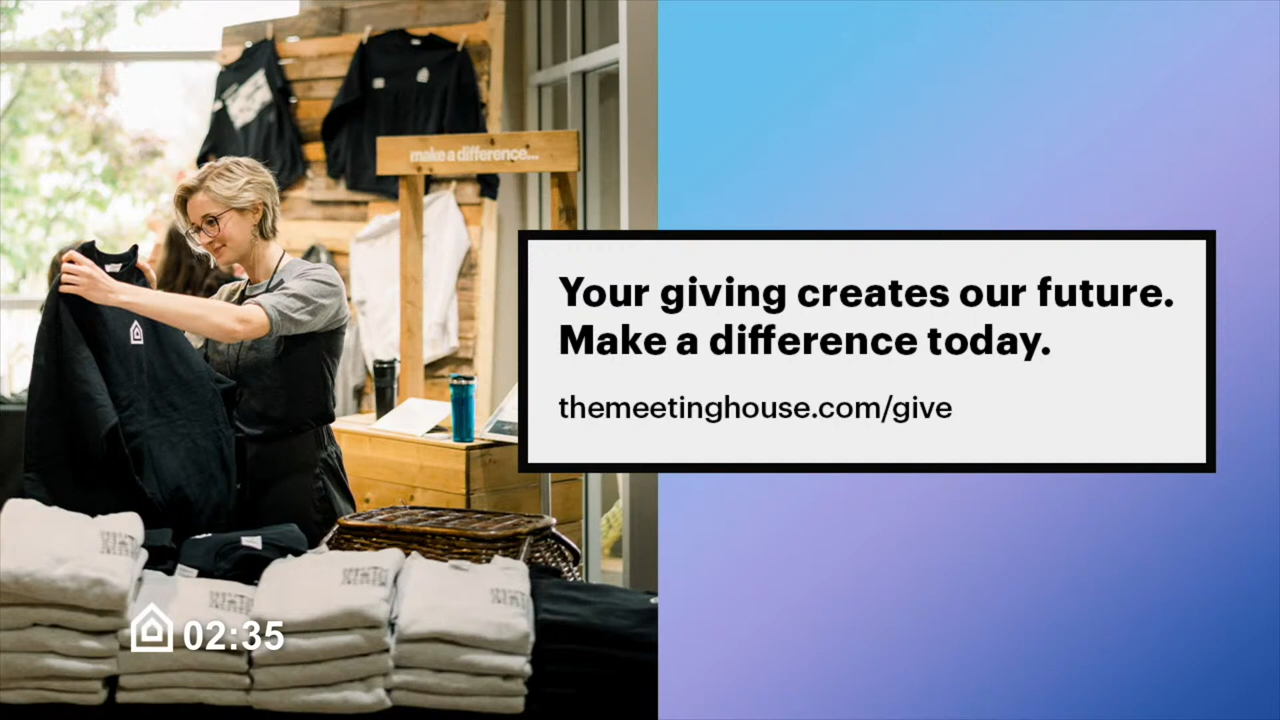 make a difference...
Your giving creates our future.
Make a difference today.
themeetinghouse.com/give
02:35